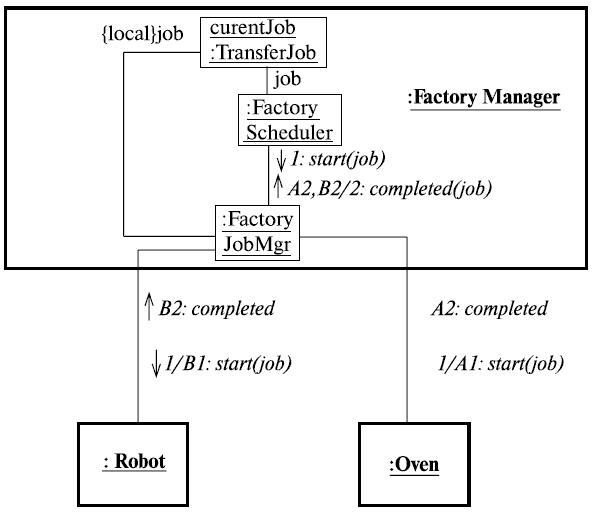 {local}job
curentJob
:TransferJob
job
:Factory Manager
:Factory
Scheduler
1: start(job)
A2,B2/2: completed(job)
:Factory
JobMgr
B2: completed
A2: completed
1/B1: start(job)
1/A1: start(job)
: Robot
:Oven